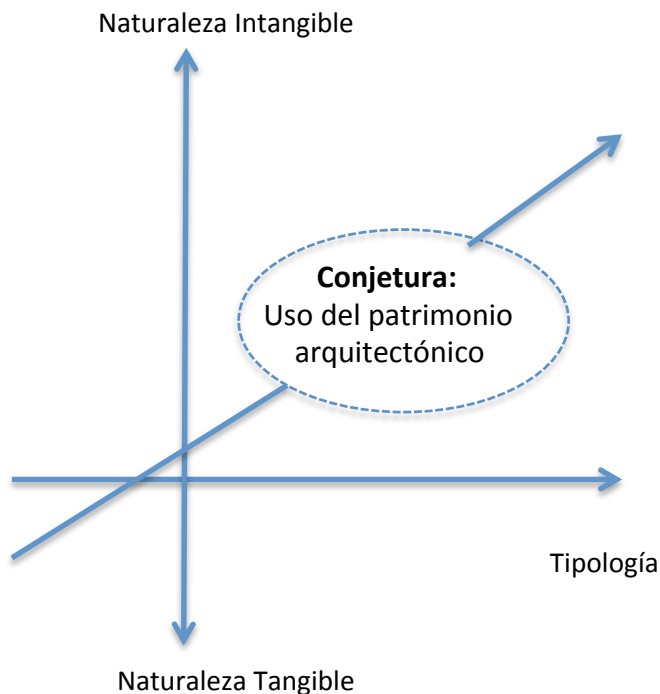 Naturaleza Intangible
Conjetura:
Uso del patrimonio
arquitectónico
Tipología
Naturaleza Tangible